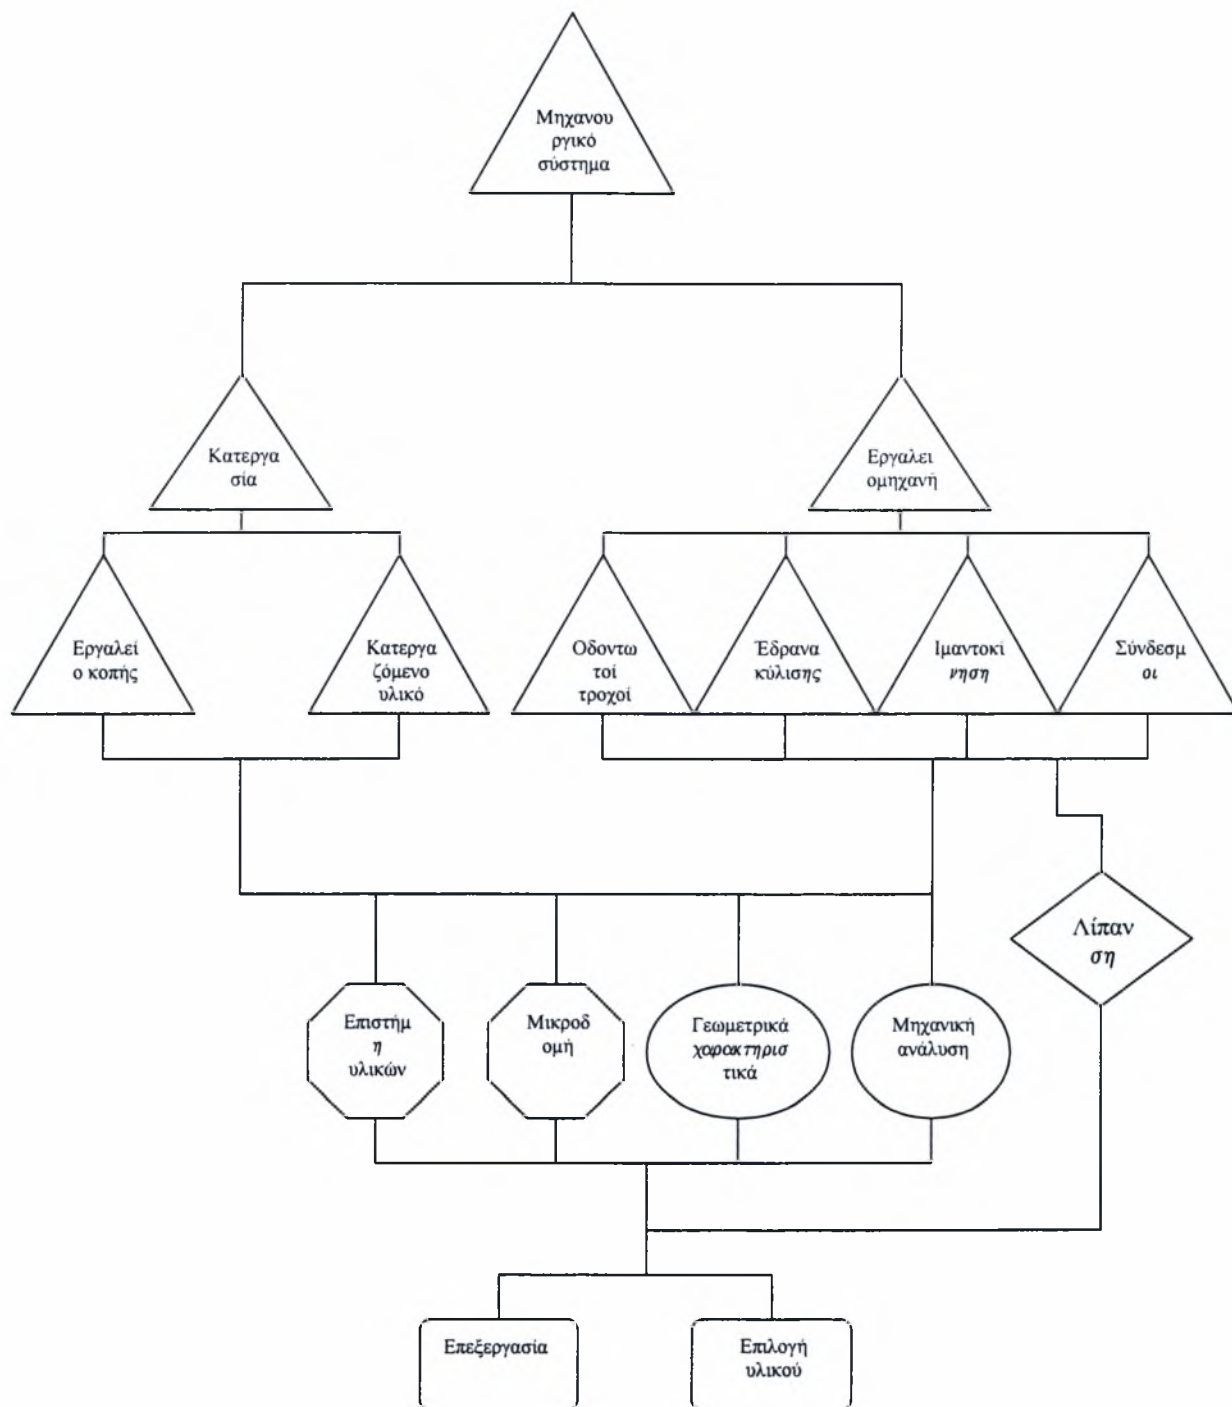 Μηχανου
ργικό
σύστημα
Κατεργα
σία
Εργαλει
ομηχανή
Εργαλεί
ο κοπής
Κατεργα
ζόμενο
υλικό
Οδοντω
τοί
τροχοί
Έδρανα
κύλισης
Ιμαντοκί
νηση
Σύνδεσμ
οι
Λίπαν
ση
Επιστήμ
η
υλικών
Μικροδ
ομή
Γεωμετρικά
χαρακτηρισ
τικά
Μηχανική
ανάλυση
Επεξεργασία
Επιλογή
υλικού